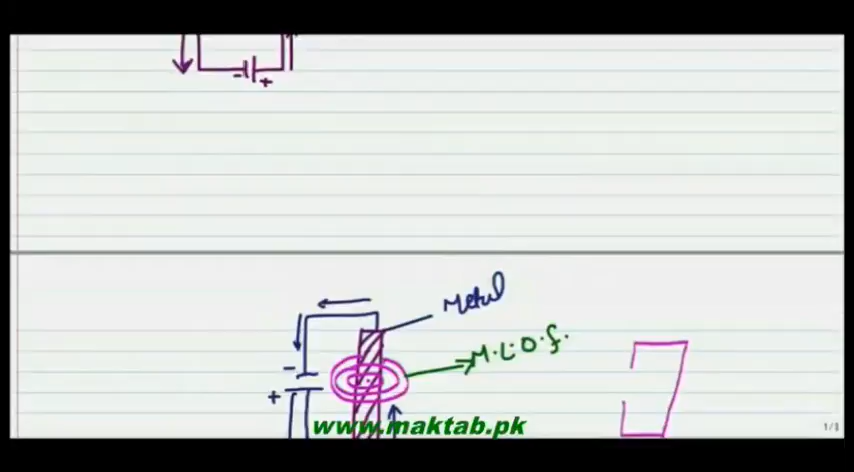 - +
Metal
M.L.O.f.
-
+
www.maktab.pk
1/1